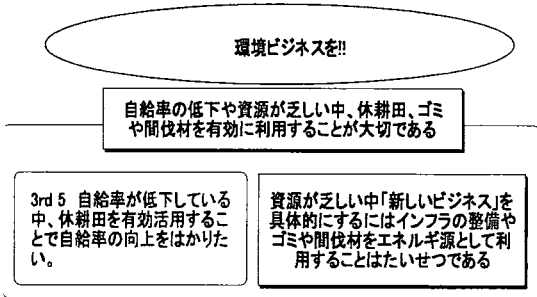 環境ビジネスを!!
自給率の低下や資源が乏しい中、休耕田、ゴミ
や間伐材を有効に利用することが大切である
3rd 5 自給率が低下している
中、休耕田を有効活用するこ
とで自給率の向上をはかりた
い。
資源が乏しい中「新しいビジネス」を
具体的にするにはインフラの整備や
ゴミや間伐材をエネルギ源として利
用することはたいせつである